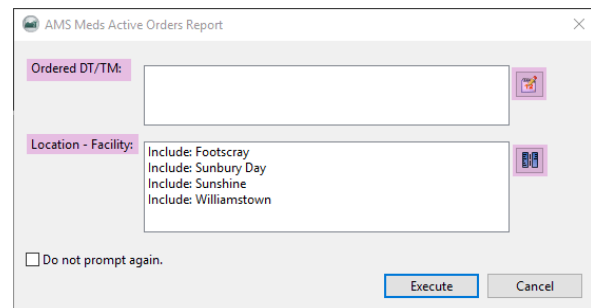 AMS Meds Active Orders Report
Ordered DT/TM:
Location - Facility:
Include: Footscray
Include: Sunbury Day
Include: Sunshine
Include: Williamstown
Do not prompt again.
Execute Cancel